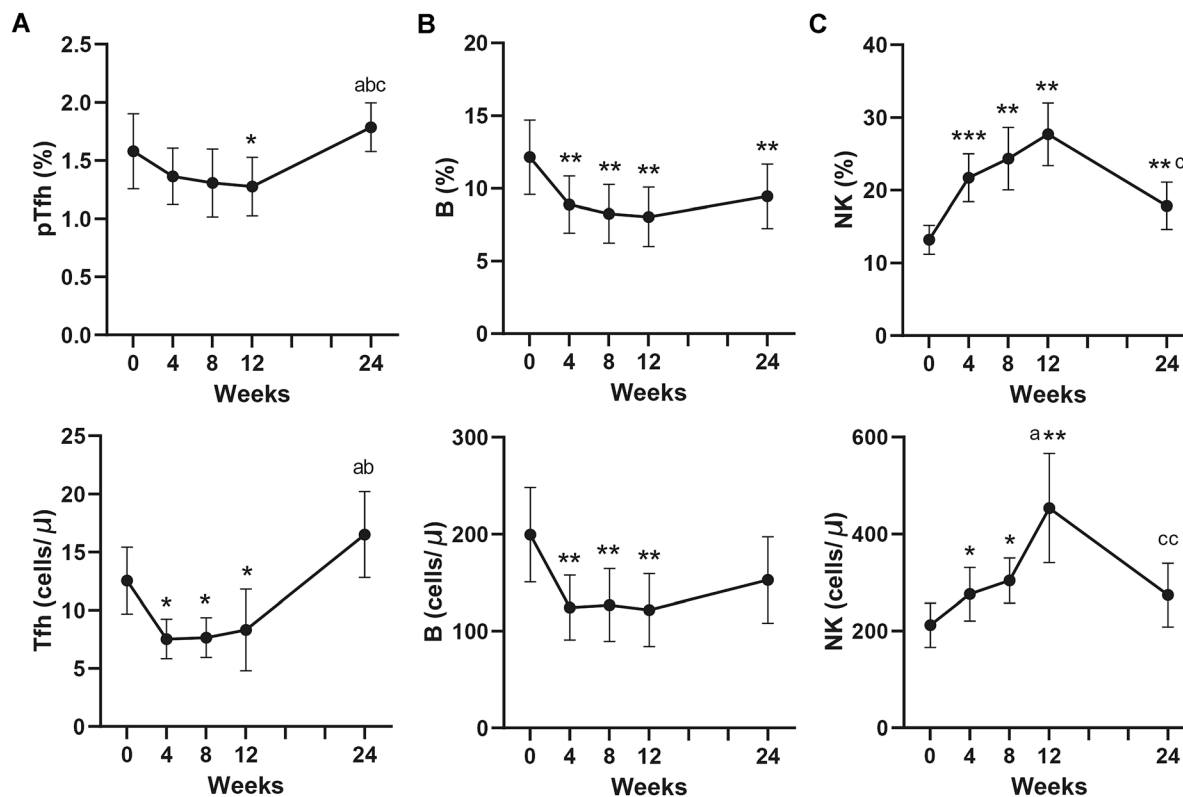 A
pTfh (%)
2.5
2.0
1.5
1.0
0.5
0.0
*
abc
0 4 8 12 24
Weeks
B
B (%)
20
15
10
5
0
** ** ** **
0 4 8 12 24
Weeks
C
NK (%)
40
30
20
10
0
*** ** ** ** c
0 4 8 12 24
Weeks
Tfh (cells/ μl)
25
20
15
10
5
0
* * * ab
0 4 8 12 24
Weeks
B (cells/ μl)
300
200
100
0
** ** **
0 4 8 12 24
Weeks
NK (cells/ μl)
600
400
200
0
* * a ** cc
0 4 8 12 24
Weeks